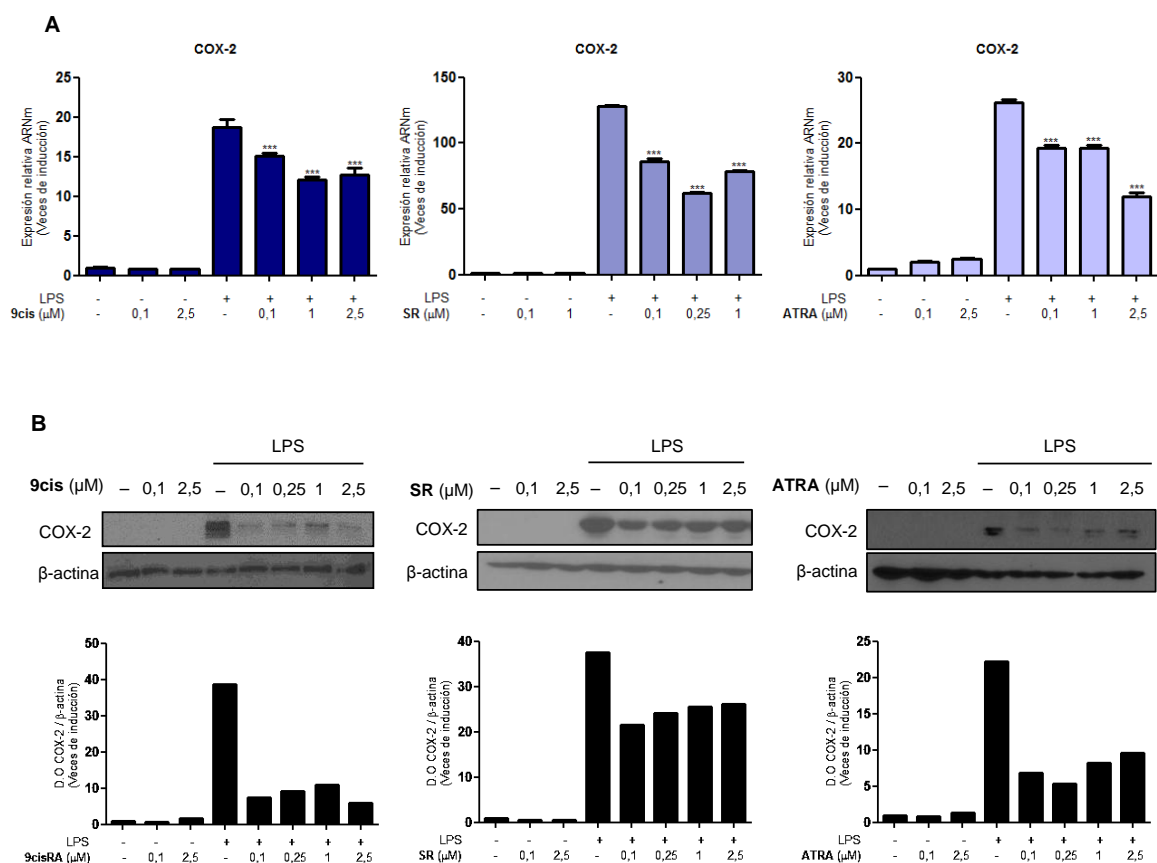 A
COX-2
Expresión relativa ARNm
(Veces de inducción)
25
20
15
10
5
0
***
***
***
LPS - - - + + + +
9cis (µM) - 0,1 2,5 - 0,1 1 2,5
COX-2
Expresión relativa ARNm
(Veces de inducción)
150
100
50
0
***
***
***
LPS - - - + + + +
SR (µM) - 0,1 1 - 0,1 0,25 1
COX-2
Expresión relativa ARNm
(Veces de inducción)
30
20
10
0
***
***
***
LPS - - - + + + +
ATRA (µM) - 0,1 2,5 - 0,1 1 2,5
B
LPS
9cis (µM) – 0,1 2,5 – 0,1 0,25 1 2,5
COX-2
β-actina
LPS
SR (µM) – 0,1 2,5 – 0,1 0,25 1 2,5
COX-2
β-actina
LPS
ATRA (µM) – 0,1 2,5 – 0,1 0,25 1 2,5
COX-2
β-actina
D.O COX-2 / β-actina
(Veces de inducción)
50
40
30
20
10
0
LPS - - - + + + + +
9cisRA (µM) - 0,1 2,5 - 0,1 0,25 1 2,5
D.O COX-2 / β-actina
(Veces de inducción)
40
30
20
10
0
LPS - - - + + + + +
SR (µM) - 0,1 2,5 - 0,1 0,25 1 2,5
D.O COX-2 / β-actina
(Veces de inducción)
25
20
15
10
5
0
LPS - - - + + + + +
ATRA (µM) - 0,1 2,5 - 0,1 0,25 1 2,5